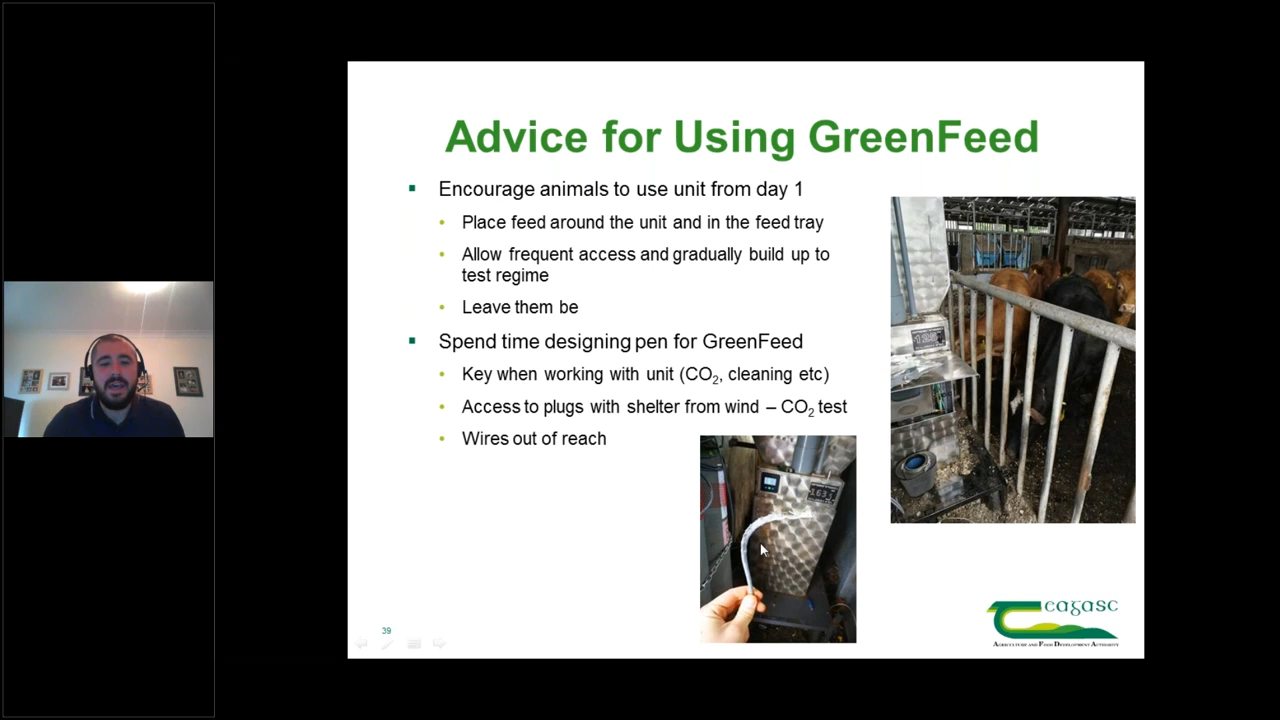 Advice for Using GreenFeed
Encourage animals to use unit from day 1
Place feed around the unit and in the feed tray
Allow frequent access and gradually build up to
test regime
Leave them be
Spend time designing pen for GreenFeed
Key when working with unit (CO₂, cleaning etc)
Access to plugs with shelter from wind – CO₂ test
Wires out of reach
39
teagasc
AGRICULTURE AND FOOD DEVELOPMENT AUTHORITY